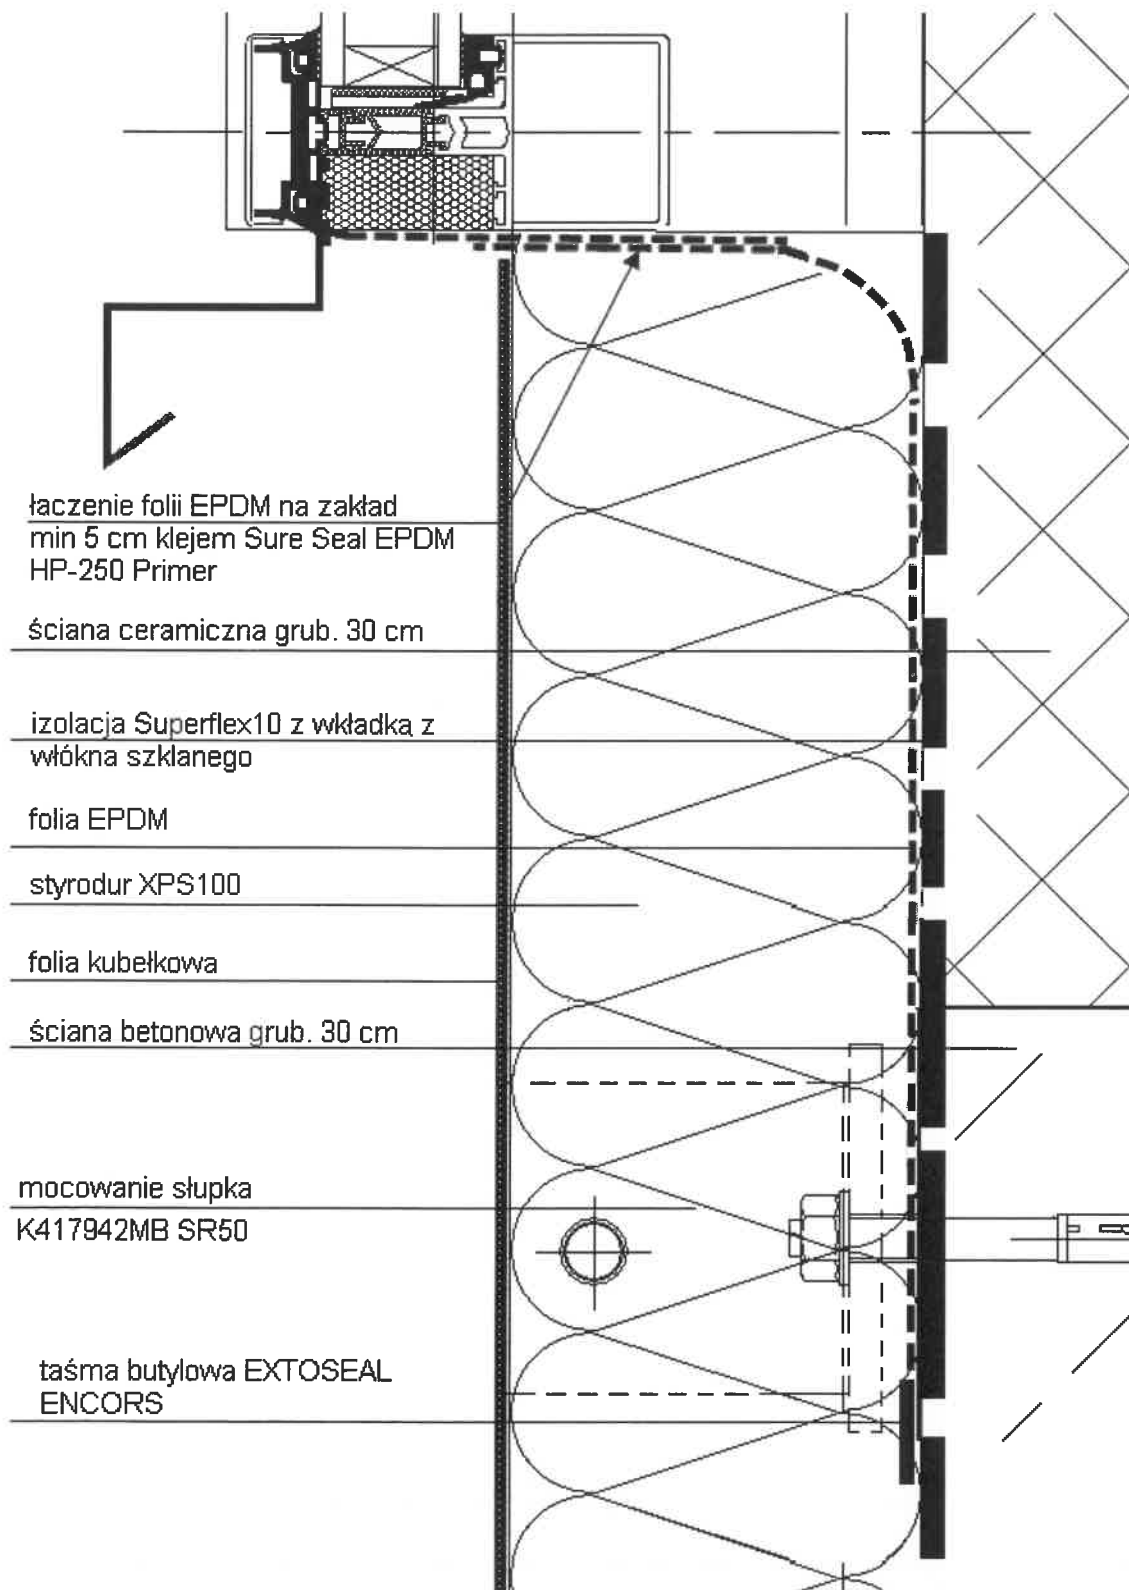 łaczenie folii EPDM na zakład
min 5 cm klejem Sure Seal EPDM
HP-250 Primer
ściana ceramiczna grub. 30 cm
izolacja Superflex10 z wkładką z
włókna szklanego
folia EPDM
styrodur XPS100
folia kubełkowa
ściana betonowa grub. 30 cm
mocowanie słupka
K417942MB SR50
taśma butylowa EXTOSEAL
ENCORS